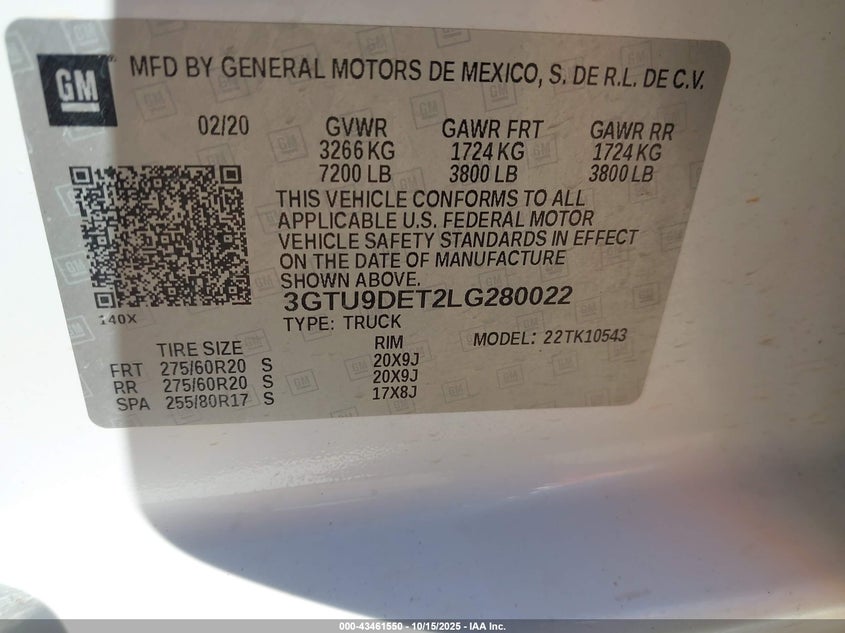 GM
MFD BY GENERAL MOTORS DE MEXICO, S. DE R.L. DE C.V.
02/20 GVWR GAWR FRT GAWR RR
3266 KG 1724 KG 1724 KG
7200 LB 3800 LB 3800 LB
THIS VEHICLE CONFORMS TO ALL
APPLICABLE U.S. FEDERAL MOTOR
VEHICLE SAFETY STANDARDS IN EFFECT
ON THE DATE OF MANUFACTURE
SHOWN ABOVE.
3GTU9DET2LG280022
140X
TYPE: TRUCK MODEL: 22TK10543
TIRE SIZE RIM
FRT 275/60R20 S 20X9J
RR 275/60R20 S 20X9J
SPA 255/80R17 S 17X8J
000-43461550 - 10/15/2025 - IAA Inc.